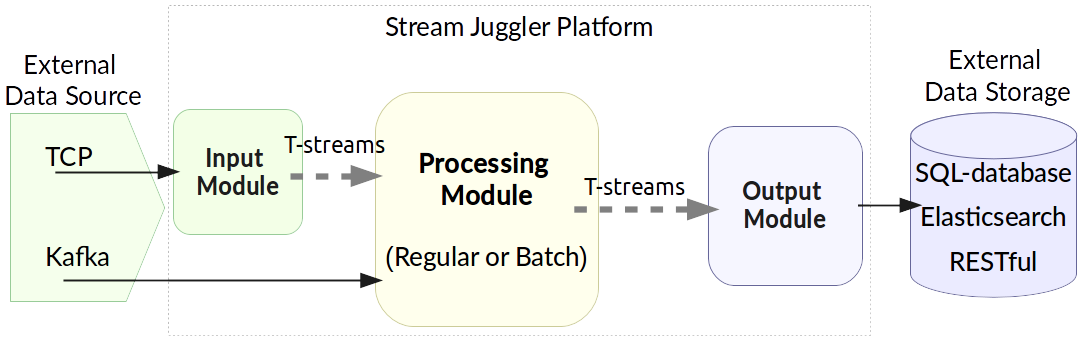 Stream Juggler Platform
External
Data Source
TCP
Kafka
Input
Module
T-streams
Processing
Module
(Regular or Batch)
T-streams
Output
Module
External
Data Storage
SQL-database
Elasticsearch
RESTful